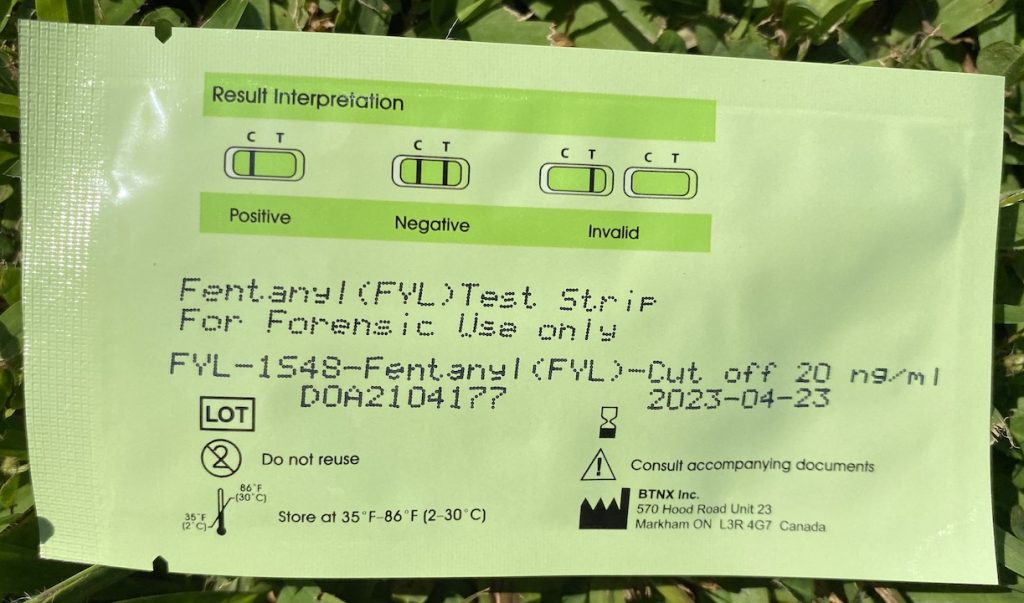 Result Interpretation
C T
C T
C T
C T
Positive
Negative
Invalid
Fentanyl(FYL)Test Strip
For Forensic Use only
FYL-1S48-Fentanyl(FYL)-Cut off 20 ng/ml
LOT
DOA2104177
2023-04-23
2
Do not reuse
Consult accompanying documents
86°F
(30°C)
35°F
(2°C)
Store at 35°F-86°F (2-30°C)
BTNX Inc.
570 Hood Road Unit 23
Markham ON L3R 4G7 Canada